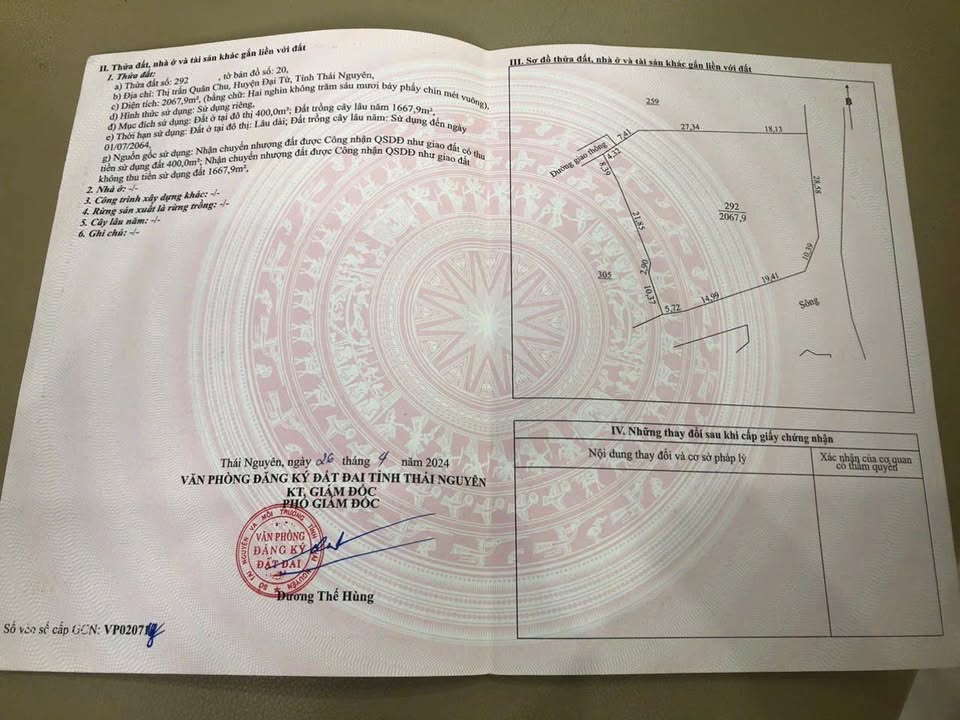 II. Thửa đất, nhà ở và tài sản khác gắn liền với đất
1. Thửa đất:
a) Thửa đất số: 292 , tờ bản đồ số: 20,
b) Địa chỉ: Thị trấn Quân Chu, Huyện Đại Từ, Tỉnh Thái Nguyên,
c) Diện tích: 2067,9m², (bằng chữ: Hai nghìn không trăm sáu mươi bảy phẩy chín mét vuông),
d) Hình thức sử dụng: Sử dụng riêng,
đ) Mục đích sử dụng: Đất ở tại đô thị 400,0m²; Đất trồng cây lâu năm 1667,9m²,
e) Thời hạn sử dụng: Đất ở tại đô thị: Lâu dài; Đất trồng cây lâu năm: Sử dụng đến ngày
01/07/2064,
g) Nguồn gốc sử dụng: Nhận chuyển nhượng đất được Công nhận QSDĐ như giao đất có thu
tiền sử dụng đất 400,0m²; Nhận chuyển nhượng đất được Công nhận QSDĐ như giao đất
không thu tiền sử dụng đất 1667,9m²,
2. Nhà ở: -/-
3. Công trình xây dựng khác: -/-
4. Rừng sản xuất là rừng trồng: -/-
5. Cây lâu năm: -/-
6. Ghi chú: -/-
Thái Nguyên, ngày 26 tháng 4 năm 2024
VĂN PHÒNG ĐĂNG KÝ ĐẤT ĐAI TỈNH THÁI NGUYÊN
KT, GIÁM ĐỐC
PHÓ GIÁM ĐỐC
VĂN PHÒNG
ĐĂNG KÝ
ĐẤT ĐAI
Dương Thế Hùng
Số vào sổ cấp GCN: VP0207
III. Sơ đồ thửa đất, nhà ở và tài sản khác gắn liền với đất
259
B
27,34
18,13
7,41
Đường giao thông
4,32
8,39
28,58
292
2067,9
21,85
10,39
2,90
305
10,37
19,41
14,99
5,72
Sông
IV. Những thay đổi sau khi cấp giấy chứng nhận
Nội dung thay đổi và cơ sở pháp lý
Xác nhận của cơ quan
có thẩm quyền